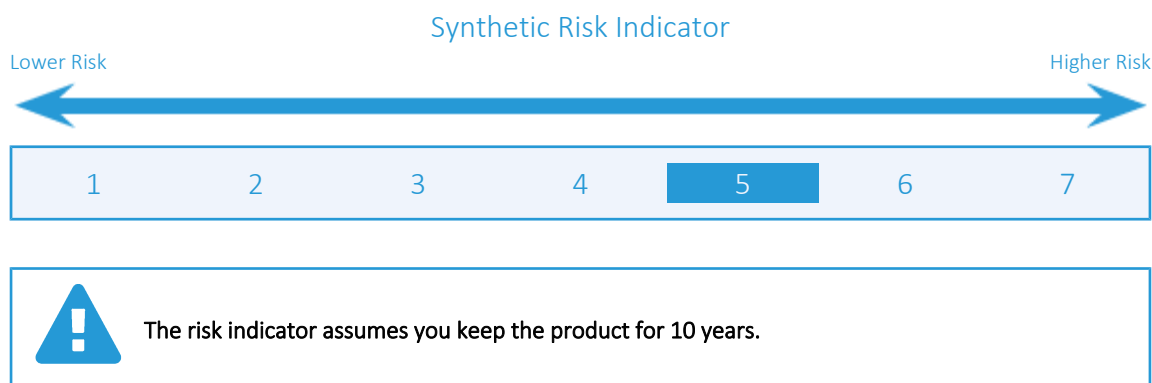 Synthetic Risk Indicator
Lower Risk Higher Risk
1 2 3 4 5 6 7
The risk indicator assumes you keep the product for 10 years.